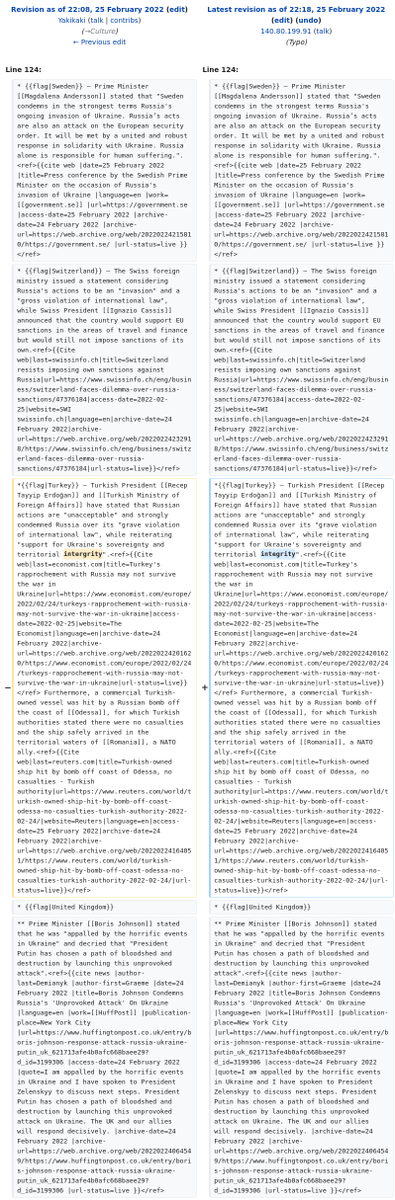 Revision as of 22:08, 25 February 2022 (edit)
Yakikaki (talk | contribs)
(→Culture)
← Previous edit
Latest revision as of 22:18, 25 February 2022
(edit) (undo)
140.80.199.91 (talk)
(Typo)
Line 124:
* {{flag|Sweden}} – Prime Minister
[[Magdalena Andersson]] stated that "Sweden
condemns in the strongest terms Russia's
ongoing invasion of Ukraine. Russia's acts
are also an attack on the European security
order. It will be met by a united and robust
response in solidarity with Ukraine. Russia
alone is responsible for human suffering.".
<ref>{{cite web |date=25 February 2022
|title=Press conference by the Swedish Prime
Minister on the occasion of Russia's
invasion of Ukraine |language=en |work=
[[government.se]] |url=https://government.se
|access-date=25 February 2022 |archive-
date=24 February 2022 |archive-
url=https://web.archive.org/web/2022022421581
0/https://government.se/ |url-status=live }}
</ref>
* {{flag|Switzerland}} – The Swiss foreign
ministry issued a statement considering
Russia's actions to be an "invasion" and a
"gross violation of international law",
while Swiss President [[Ignazio Cassis]]
announced that the country would support EU
sanctions in the areas of travel and finance
but would still not impose sanctions of its
own.<ref>{{Cite
web|last=swissinfo.ch|title=Switzerland
resists imposing own sanctions against
Russia|url=https://www.swissinfo.ch/eng/busin
ess/switzerland-faces-dilemma-over-russia-
sanctions/47376184|access-date=2022-02-
25|website=SWI
swissinfo.ch|language=en|archive-date=24
February 2022|archive-
url=https://web.archive.org/web/2022022423291
8/https://www.swissinfo.ch/eng/business/switz
erland-faces-dilemma-over-russia-
sanctions/47376184|url-status=live}}</ref>
−
*{{flag|Turkey}} – Turkish President [[Recep
Tayyip Erdoğan]] and [[Turkish Ministry of
Foreign Affairs]] have stated that Russian
actions are "unacceptable" and strongly
condemned Russia over its "grave violation
of international law", while reiterating
"support for Ukraine's sovereignty and
territorial intergrity".<ref>{{Cite
web|last=economist.com|title=Turkey's
rapprochement with Russia may not survive
the war in
Ukraine|url=https://www.economist.com/europe/
2022/02/24/turkeys-rapprochement-with-russia-
may-not-survive-the-war-in-ukraine|access-
date=2022-02-25|website=The
Economist|language=en|archive-date=24
February 2022|archive-
url=https://web.archive.org/web/2022022420162
0/https://www.economist.com/europe/2022/02/24
/turkeys-rapprochement-with-russia-may-not-
survive-the-war-in-ukraine|url-status=live}}
</ref> Furthermore, a commercial Turkish-
owned vessel was hit by a Russian bomb off
the coast of [[Odessa]], for which Turkish
authorities stated there were no casualties
and the ship safely arrived in the
territorial waters of [[Romania]], a NATO
ally.<ref>{{Cite
web|last=reuters.com|title=Turkish-owned
ship hit by bomb off coast of Odessa, no
casualties - Turkish
authority|url=https://www.reuters.com/world/t
urkish-owned-ship-hit-by-bomb-off-coast-
odessa-no-casualties-turkish-authority-2022-
02-24/|website=Reuters|language=en|access-
date=25 February 2022|archive-date=24
February 2022|archive-
url=https://web.archive.org/web/2022022416405
1/https://www.reuters.com/world/turkish-
owned-ship-hit-by-bomb-off-coast-odessa-no-
casualties-turkish-authority-2022-02-24/|url-
status=live}}</ref>
* {{flag|United Kingdom}}
** Prime Minister [[Boris Johnson]] stated
that he was "appalled by the horrific events
in Ukraine" and decried that "President
Putin has chosen a path of bloodshed and
destruction by launching this unprovoked
attack".<ref>{{cite news |author-
last=Demianyk |author-first=Graeme |date=24
February 2022 |title=Boris Johnson Condemns
Russia's 'Unprovoked Attack' On Ukraine
|language=en |work=[[HuffPost]] |publication-
place=New York City
|url=https://www.huffingtonpost.co.uk/entry/b
oris-johnson-response-attack-russia-ukraine-
putin_uk_621713afe4b0afc668baee29?
d_id=3199306 |access-date=24 February 2022
|quote=I am appalled by the horrific events
in Ukraine and I have spoken to President
Zelenskyy to discuss next steps. President
Putin has chosen a path of bloodshed and
destruction by launching this unprovoked
attack on Ukraine. The UK and our allies
will respond decisively. |archive-date=24
February 2022 |archive-
url=https://web.archive.org/web/2022022406454
9/https://www.huffingtonpost.co.uk/entry/bori
s-johnson-response-attack-russia-ukraine-
putin_uk_621713afe4b0afc668baee29?
d_id=3199306 |url-status=live }}</ref>
Line 124:
* {{flag|Sweden}} – Prime Minister
[[Magdalena Andersson]] stated that "Sweden
condemns in the strongest terms Russia's
ongoing invasion of Ukraine. Russia's acts
are also an attack on the European security
order. It will be met by a united and robust
response in solidarity with Ukraine. Russia
alone is responsible for human suffering.".
<ref>{{cite web |date=25 February 2022
|title=Press conference by the Swedish Prime
Minister on the occasion of Russia's
invasion of Ukraine |language=en |work=
[[government.se]] |url=https://government.se
|access-date=25 February 2022 |archive-
date=24 February 2022 |archive-
url=https://web.archive.org/web/2022022421581
0/https://government.se/ |url-status=live }}
</ref>
* {{flag|Switzerland}} – The Swiss foreign
ministry issued a statement considering
Russia's actions to be an "invasion" and a
"gross violation of international law",
while Swiss President [[Ignazio Cassis]]
announced that the country would support EU
sanctions in the areas of travel and finance
but would still not impose sanctions of its
own.<ref>{{Cite
web|last=swissinfo.ch|title=Switzerland
resists imposing own sanctions against
Russia|url=https://www.swissinfo.ch/eng/busin
ess/switzerland-faces-dilemma-over-russia-
sanctions/47376184|access-date=2022-02-
25|website=SWI
swissinfo.ch|language=en|archive-date=24
February 2022|archive-
url=https://web.archive.org/web/2022022423291
8/https://www.swissinfo.ch/eng/business/switz
erland-faces-dilemma-over-russia-
sanctions/47376184|url-status=live}}</ref>
+
*{{flag|Turkey}} – Turkish President [[Recep
Tayyip Erdoğan]] and [[Turkish Ministry of
Foreign Affairs]] have stated that Russian
actions are "unacceptable" and strongly
condemned Russia over its "grave violation
of international law", while reiterating
"support for Ukraine's sovereignty and
territorial integrity".<ref>{{Cite
web|last=economist.com|title=Turkey's
rapprochement with Russia may not survive
the war in
Ukraine|url=https://www.economist.com/europe/
2022/02/24/turkeys-rapprochement-with-russia-
may-not-survive-the-war-in-ukraine|access-
date=2022-02-25|website=The
Economist|language=en|archive-date=24
February 2022|archive-
url=https://web.archive.org/web/2022022420162
0/https://www.economist.com/europe/2022/02/24
/turkeys-rapprochement-with-russia-may-not-
survive-the-war-in-ukraine|url-status=live}}
</ref> Furthermore, a commercial Turkish-
owned vessel was hit by a Russian bomb off
the coast of [[Odessa]], for which Turkish
authorities stated there were no casualties
and the ship safely arrived in the
territorial waters of [[Romania]], a NATO
ally.<ref>{{Cite
web|last=reuters.com|title=Turkish-owned
ship hit by bomb off coast of Odessa, no
casualties - Turkish
authority|url=https://www.reuters.com/world/t
urkish-owned-ship-hit-by-bomb-off-coast-
odessa-no-casualties-turkish-authority-2022-
02-24/|website=Reuters|language=en|access-
date=25 February 2022|archive-date=24
February 2022|archive-
url=https://web.archive.org/web/2022022416405
1/https://www.reuters.com/world/turkish-
owned-ship-hit-by-bomb-off-coast-odessa-no-
casualties-turkish-authority-2022-02-24/|url-
status=live}}</ref>
* {{flag|United Kingdom}}
** Prime Minister [[Boris Johnson]] stated
that he was "appalled by the horrific events
in Ukraine" and decried that "President
Putin has chosen a path of bloodshed and
destruction by launching this unprovoked
attack".<ref>{{cite news |author-
last=Demianyk |author-first=Graeme |date=24
February 2022 |title=Boris Johnson Condemns
Russia's 'Unprovoked Attack' On Ukraine
|language=en |work=[[HuffPost]] |publication-
place=New York City
|url=https://www.huffingtonpost.co.uk/entry/b
oris-johnson-response-attack-russia-ukraine-
putin_uk_621713afe4b0afc668baee29?
d_id=3199306 |access-date=24 February 2022
|quote=I am appalled by the horrific events
in Ukraine and I have spoken to President
Zelenskyy to discuss next steps. President
Putin has chosen a path of bloodshed and
destruction by launching this unprovoked
attack on Ukraine. The UK and our allies
will respond decisively. |archive-date=24
February 2022 |archive-
url=https://web.archive.org/web/2022022406454
9/https://www.huffingtonpost.co.uk/entry/bori
s-johnson-response-attack-russia-ukraine-
putin_uk_621713afe4b0afc668baee29?
d_id=3199306 |url-status=live }}</ref>